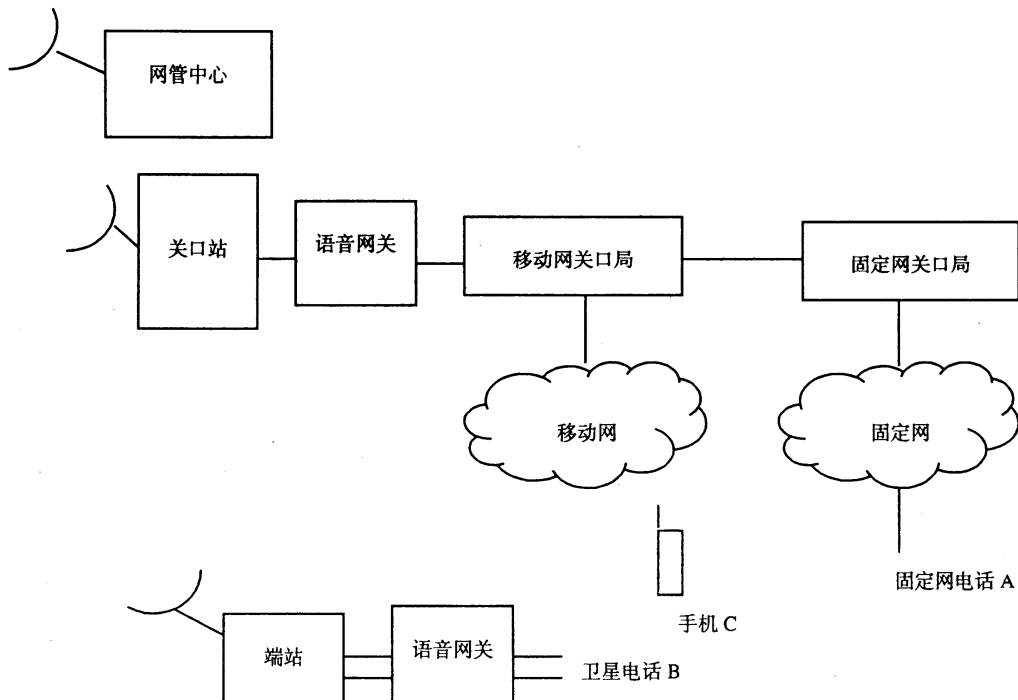 网管中心
关口站
语音网关
移动网关口局
固定网关口局
移动网
固定网
固定网电话 A
手机 C
端站
语音网关
卫星电话 B